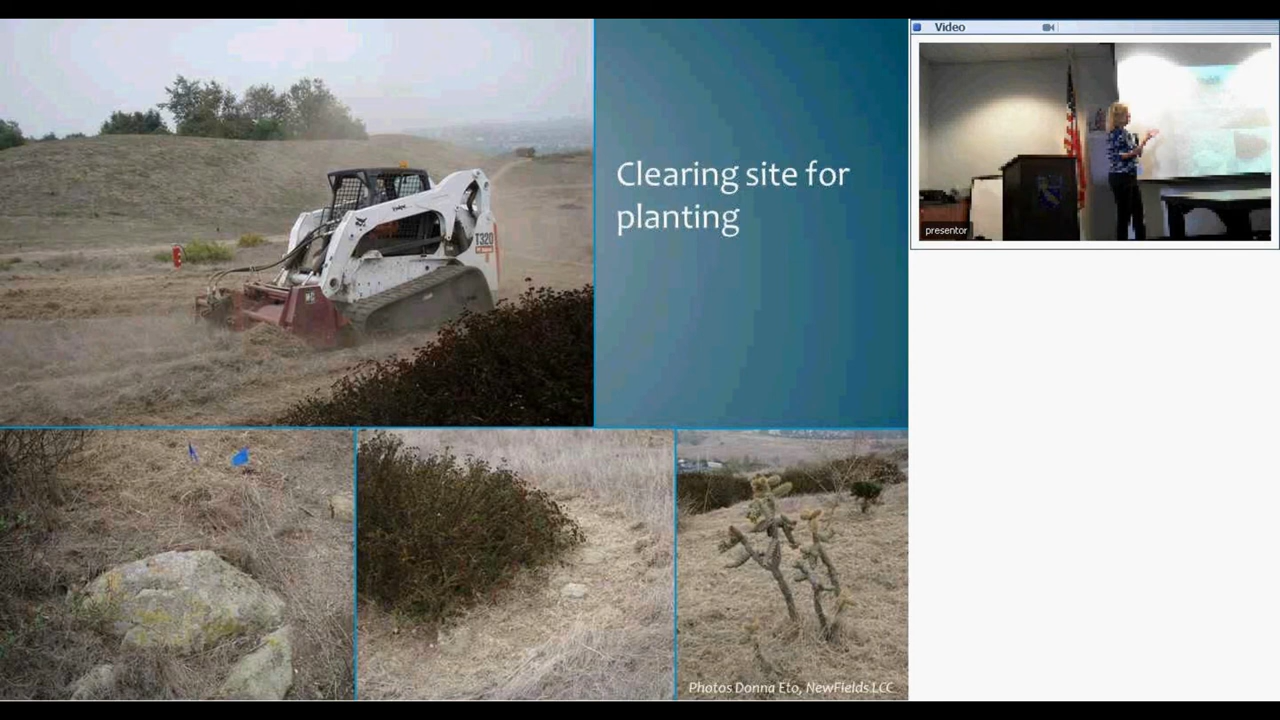 Clearing site for
planting
T320
Photos Donna Eto, NewFields LCC
Video
presentor